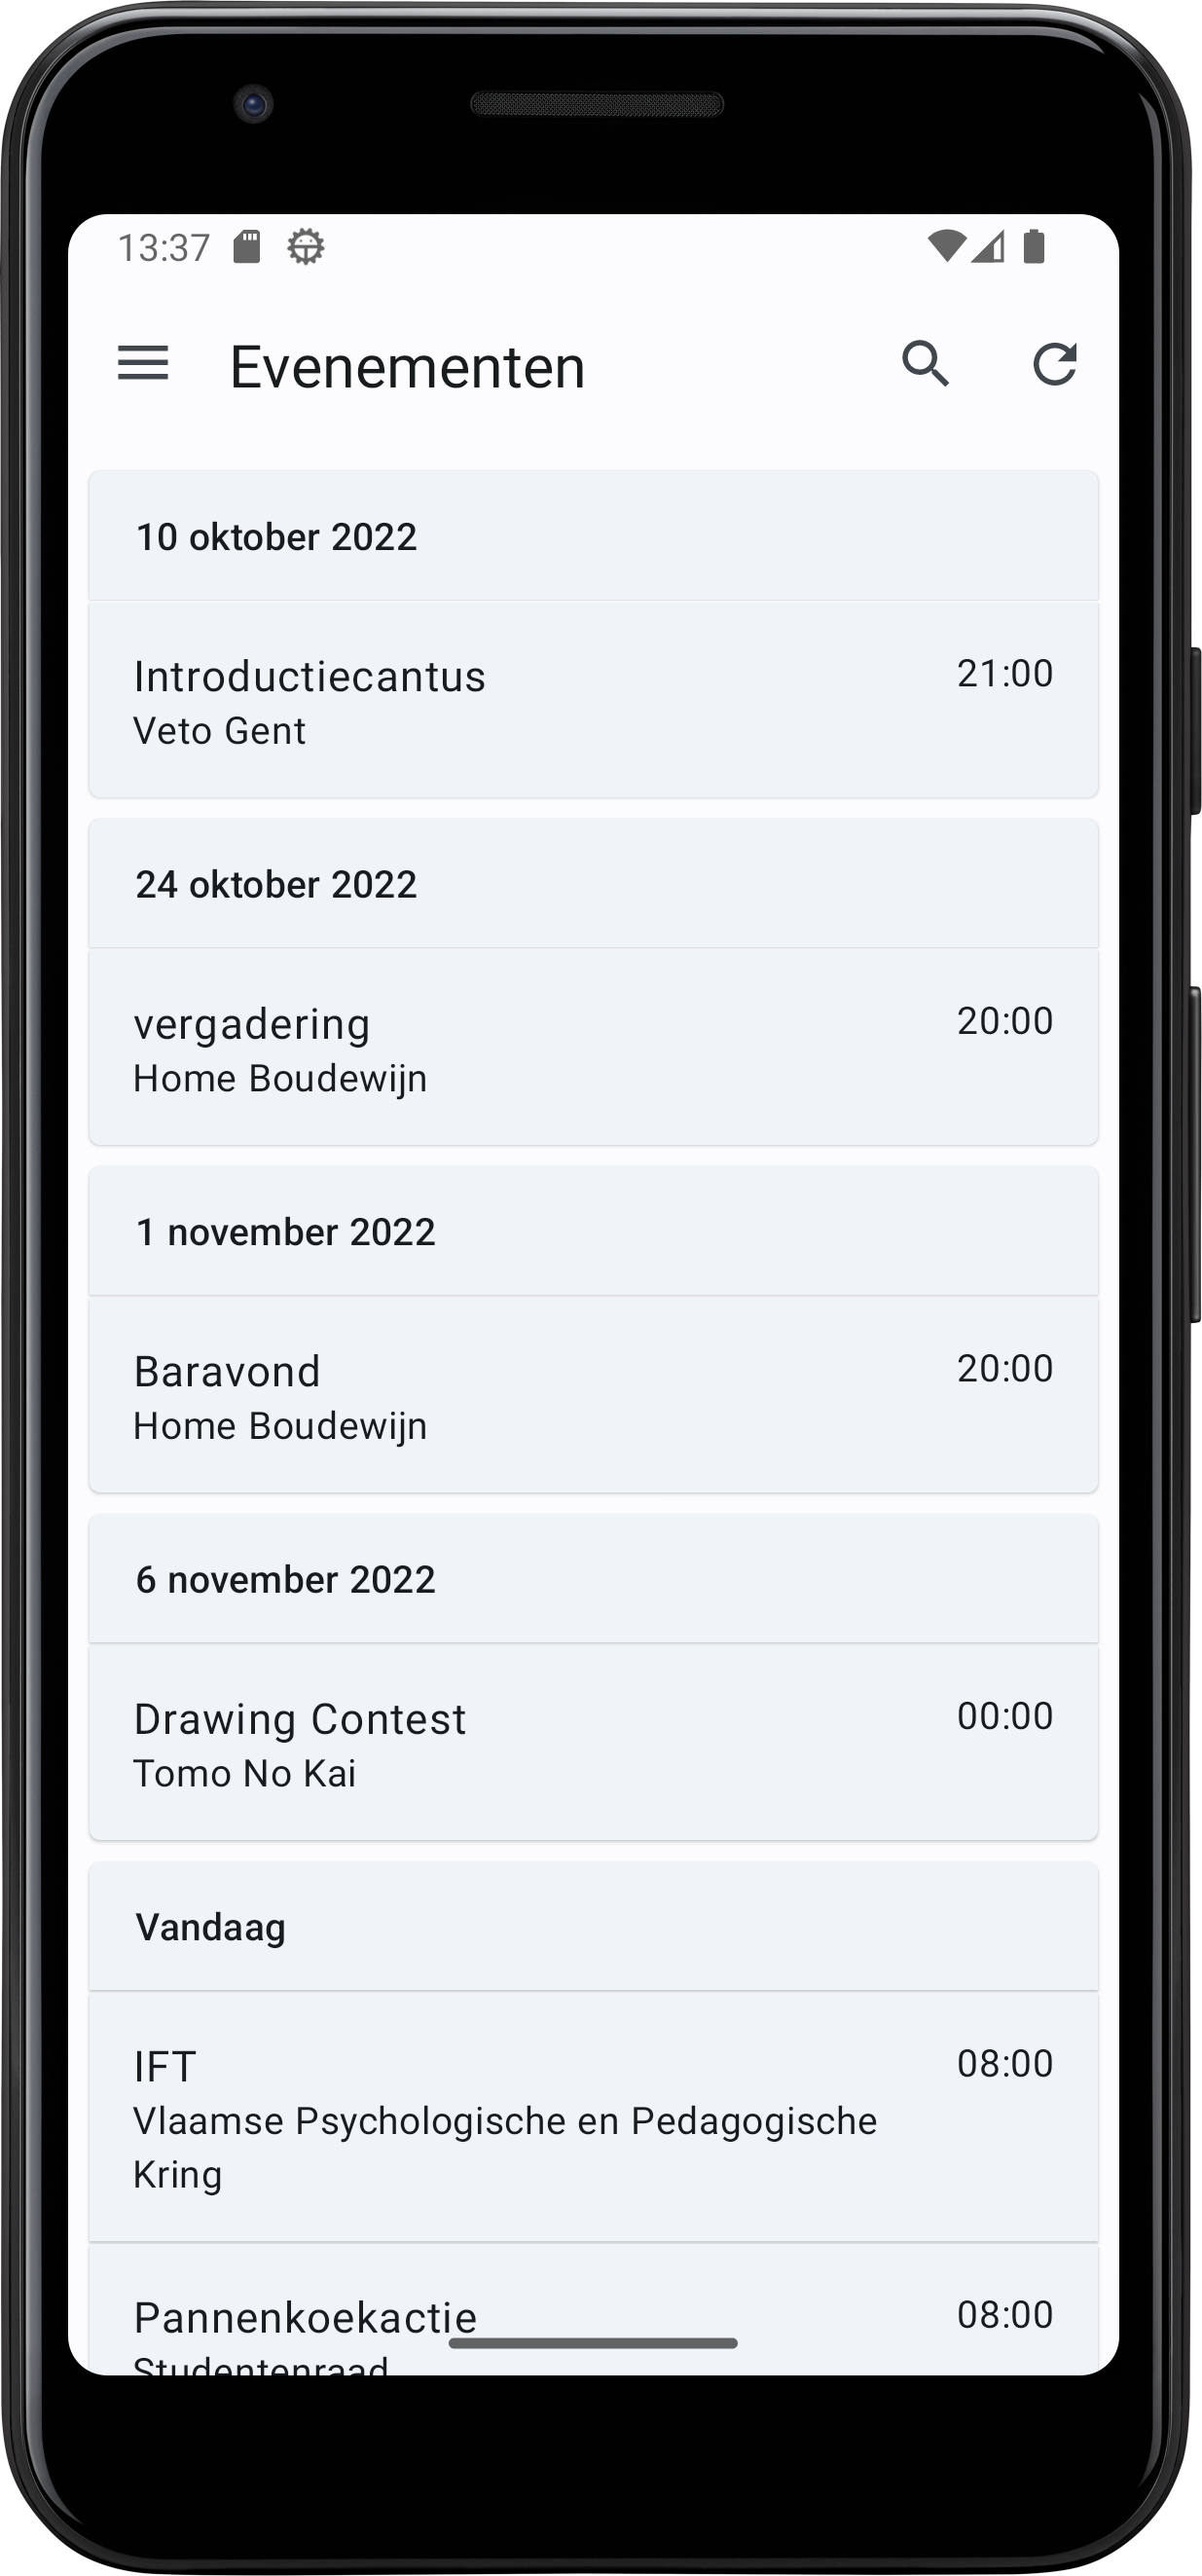 13:37
Evenementen
10 oktober 2022
Introductiecantus 21:00
Veto Gent
24 oktober 2022
vergadering 20:00
Home Boudewijn
1 november 2022
Baravond 20:00
Home Boudewijn
6 november 2022
Drawing Contest 00:00
Tomo No Kai
Vandaag
IFT 08:00
Vlaamse Psychologische en Pedagogische
Kring
Pannenkoekactie 08:00
Studentenraad